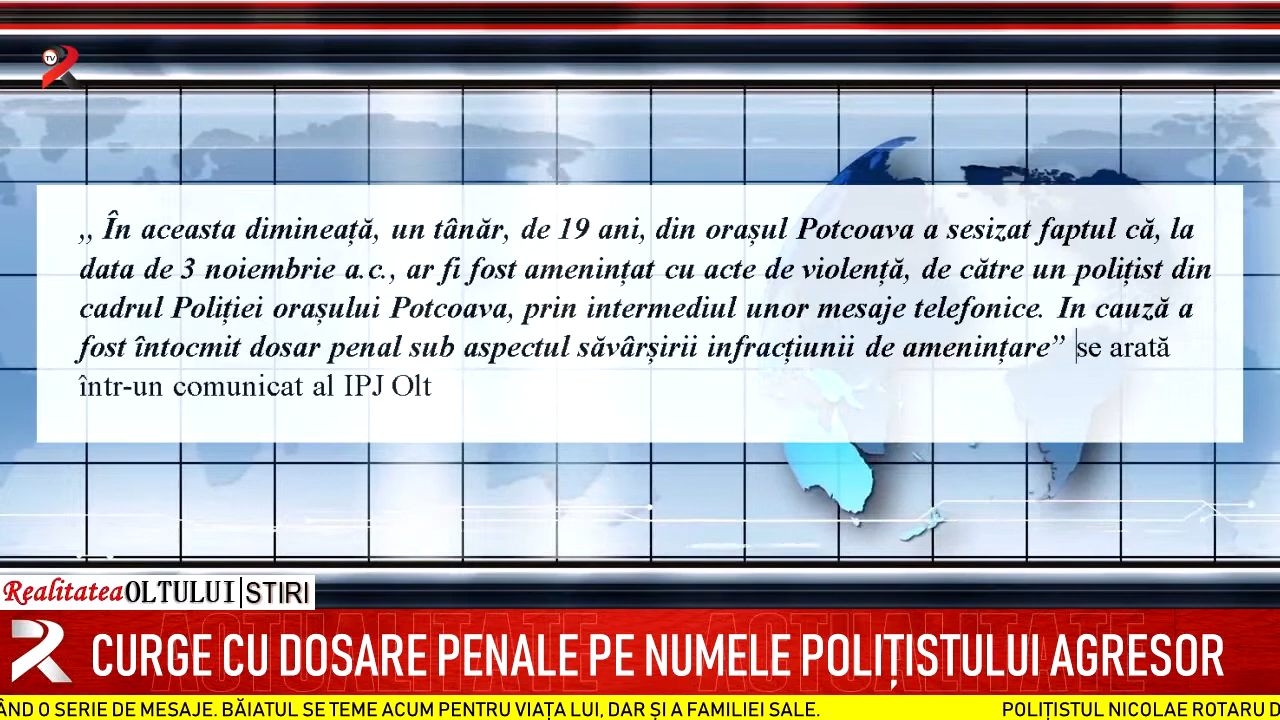 TV
,, În aceasta dimineață, un tânăr, de 19 ani, din orașul Potcoava a sesizat faptul că, la
data de 3 noiembrie a.c., ar fi fost amenințat cu acte de violență, de către un polițist din
cadrul Poliției orașului Potcoava, prin intermediul unor mesaje telefonice. In cauză a
fost întocmit dosar penal sub aspectul săvârșirii infracțiunii de amenințare” se arată
într-un comunicat al IPJ Olt
RealitateaOLTULUI|STIRI
ACTUALITATE ACTUALITATE
CURGE CU DOSARE PENALE PE NUMELE POLIȚISTULUI AGRESOR
ÂND O SERIE DE MESAJE. BĂIATUL SE TEME ACUM PENTRU VIAȚA LUI, DAR ȘI A FAMILIEI SALE. POLIȚISTUL NICOLAE ROTARU D